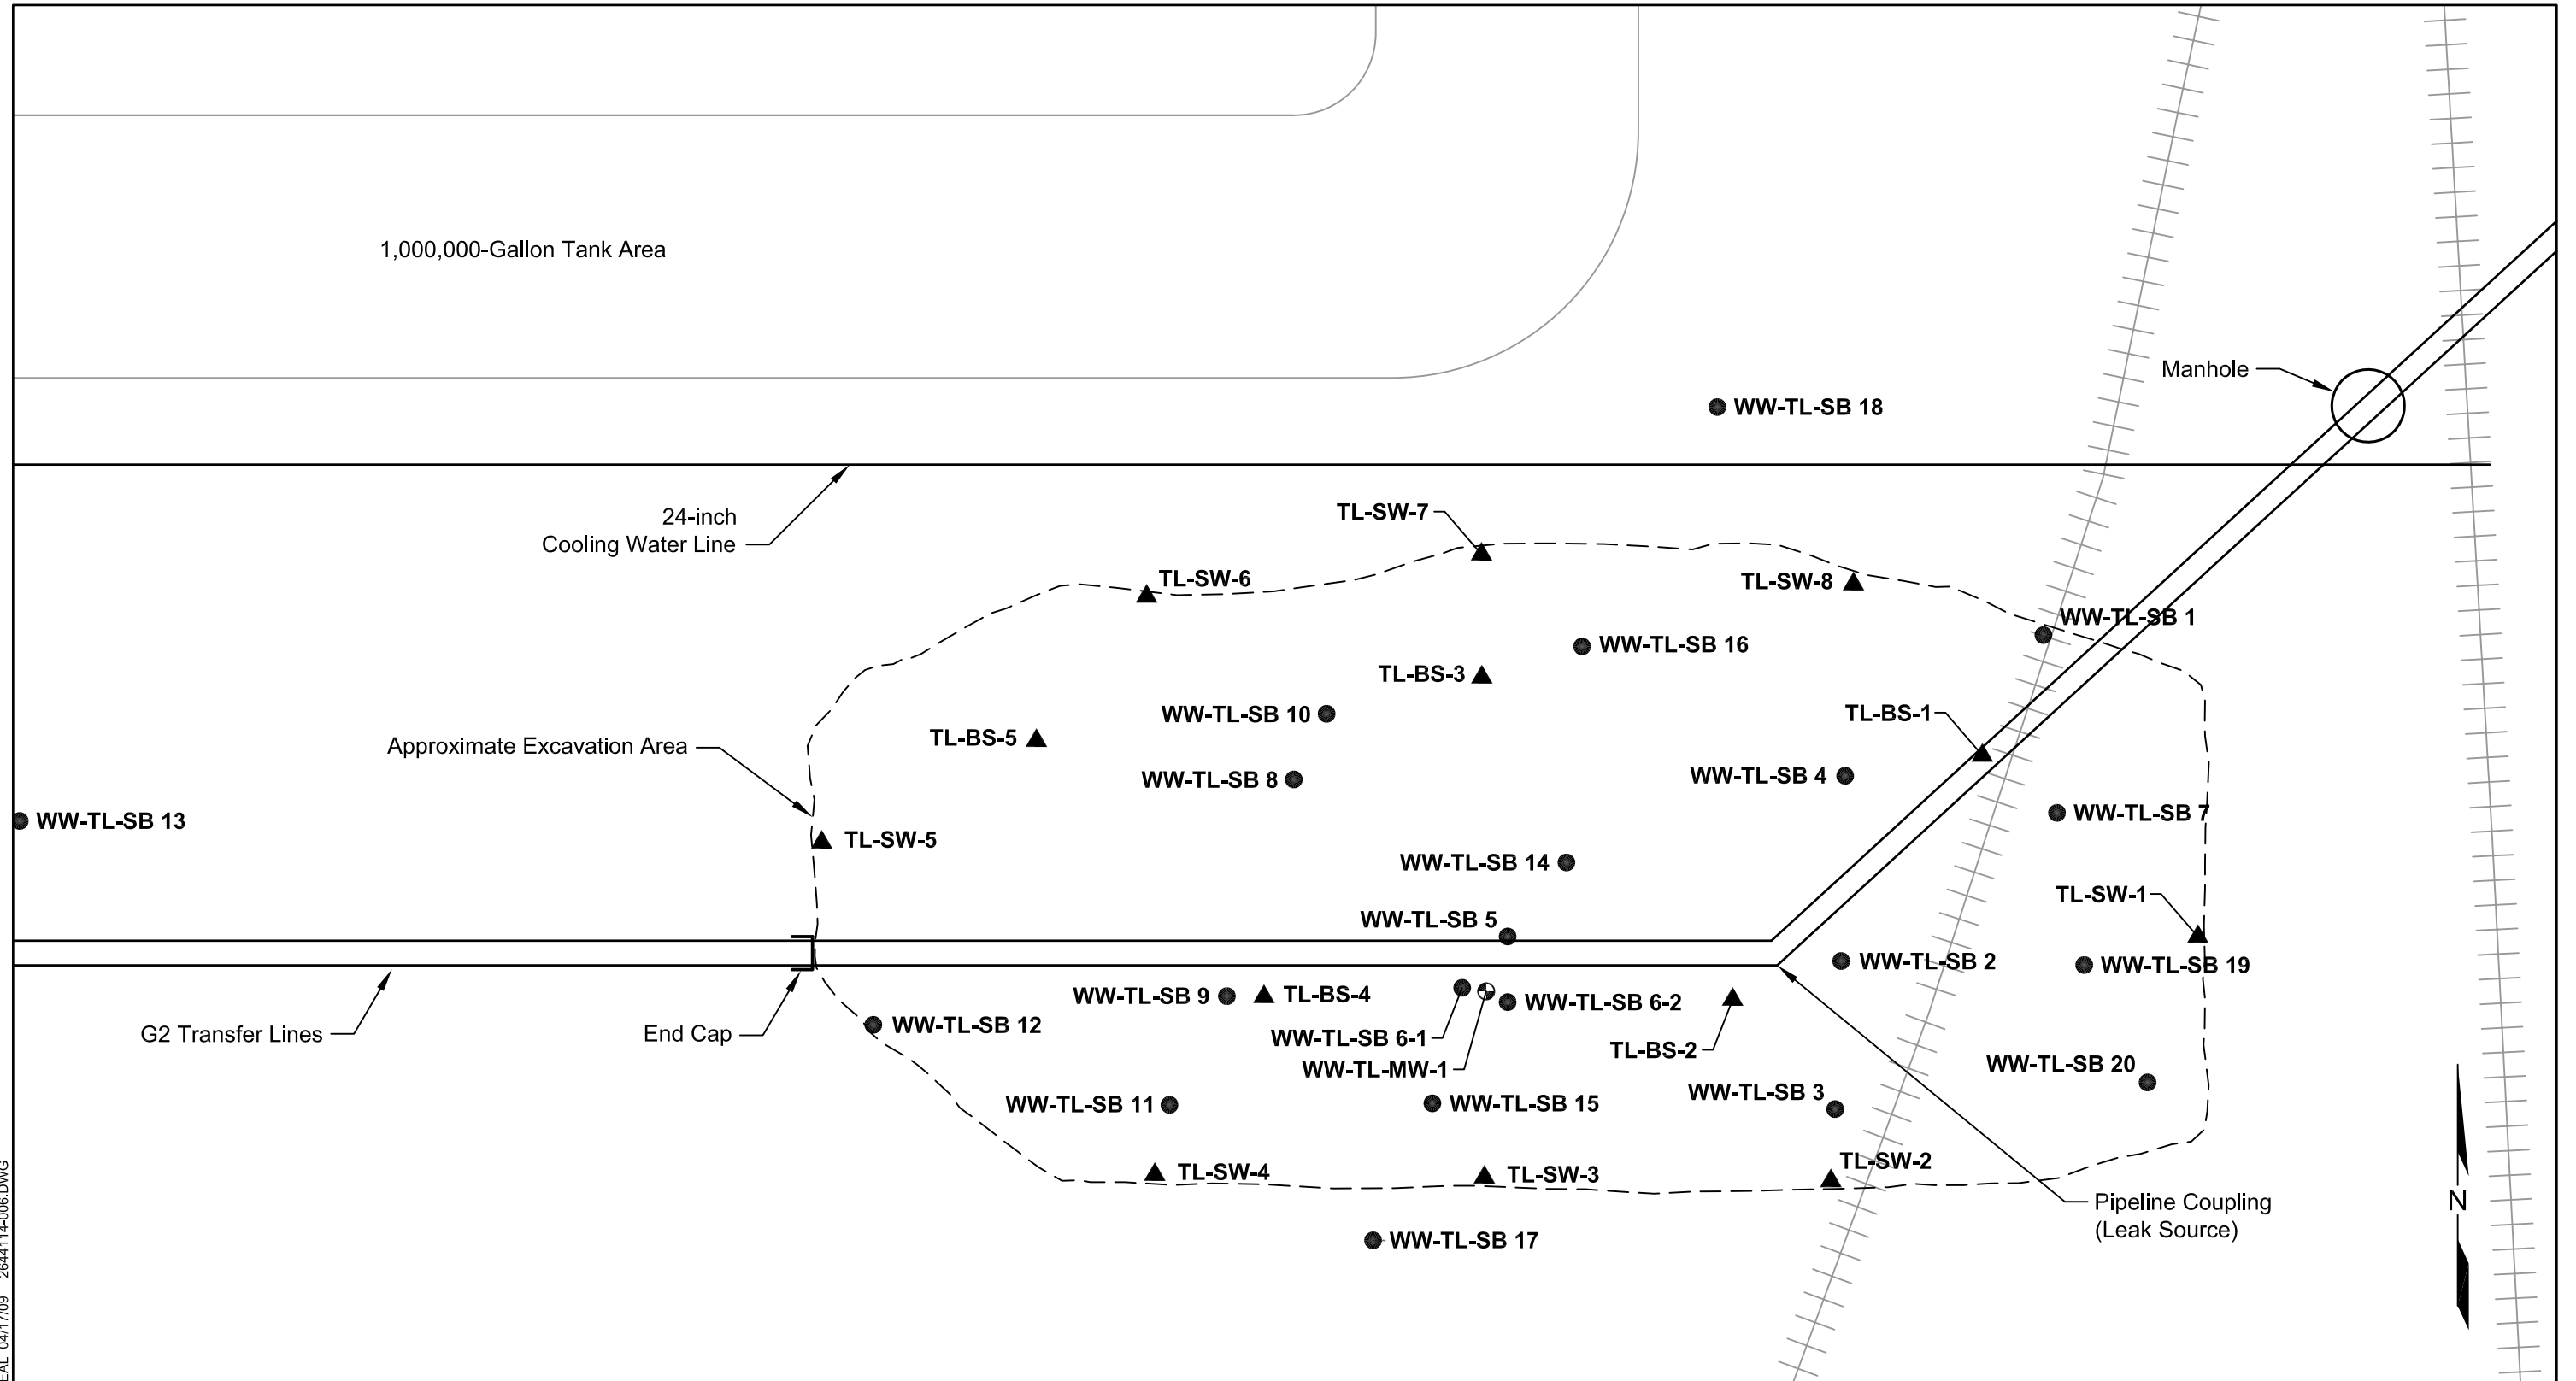 1,000,000-Gallon Tank Area
Manhole
WW-TL-SB 18
24-inch
Cooling Water Line
TL-SW-7
TL-SW-6
TL-SW-8
WW-TL-SB 1
WW-TL-SB 16
TL-BS-3
WW-TL-SB 10
TL-BS-1
TL-BS-5
Approximate Excavation Area
WW-TL-SB 8
WW-TL-SB 4
WW-TL-SB 7
WW-TL-SB 13
TL-SW-5
WW-TL-SB 14
TL-SW-1
WW-TL-SB 5
WW-TL-SB 2
WW-TL-SB 19
WW-TL-SB 9
TL-BS-4
WW-TL-SB 6-2
WW-TL-SB 12
G2 Transfer Lines
End Cap
WW-TL-SB 6-1
TL-BS-2
WW-TL-MW-1
WW-TL-SB 20
WW-TL-SB 3
WW-TL-SB 11
WW-TL-SB 15
TL-SW-4
TL-SW-3
TL-SW-2
Pipeline Coupling
(Leak Source)
N
WW-TL-SB 17
04/17/09 2644114-006.DWG